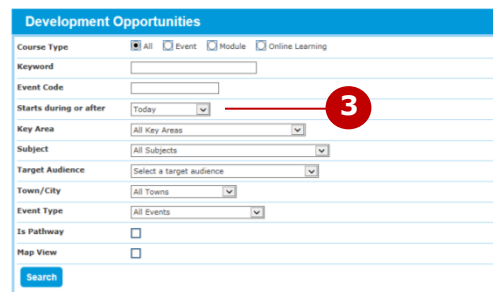 Development Opportunities
Course Type All Event Module Online Learning
Keyword
Event Code
Starts during or after Today 3
Key Area All Key Areas
Subject All Subjects
Target Audience Select a target audience
Town/City All Towns
Event Type All Events
Is Pathway
Map View
Search